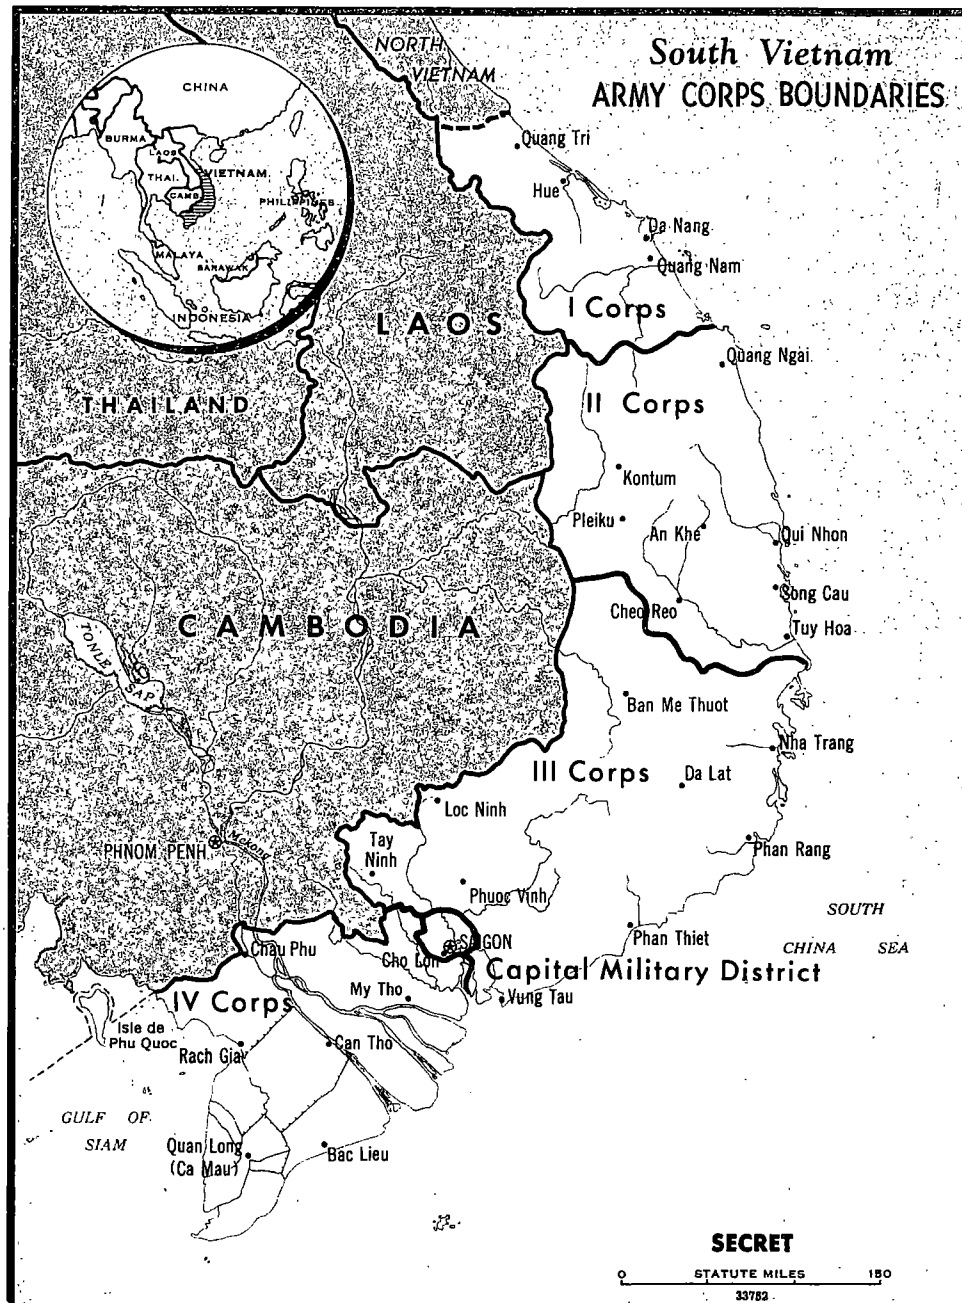 South Vietnam
ARMY CORPS BOUNDARIES
NORTH
VIETNAM
CHINA
BURMA
LAOS
VIETNAM
THAI.
CAMB.
PHILIPPINES
MALAYA
SARAWAK
INDONESIA
Quang Tri
Hue
Da Nang
Quang Nam
I Corps
LAOS
Quang Ngai
THAILAND
II Corps
Kontum
Pleiku
An Khe
Qui Nhon
Song Cau
Cheo Reo
Tuy Hoa
CAMBODIA
TONLE
SAP
Ban Me Thuot
Nha Trang
III Corps
Da Lat
Loc Ninh
Tay
Ninh
PHNOM PENH
Mekong
Phan Rang
Phuoc Vinh
SOUTH
CHINA SEA
Phan Thiet
SAIGON
Cho Lon
Chau Phu
Capital Military District
My Tho
Vung Tau
IV Corps
Isle de
Phu Quoc
Rach Gia
Can Tho
GULF OF
SIAM
Quan Long
(Ca Mau)
Bac Lieu
SECRET
0 STATUTE MILES 150
33752